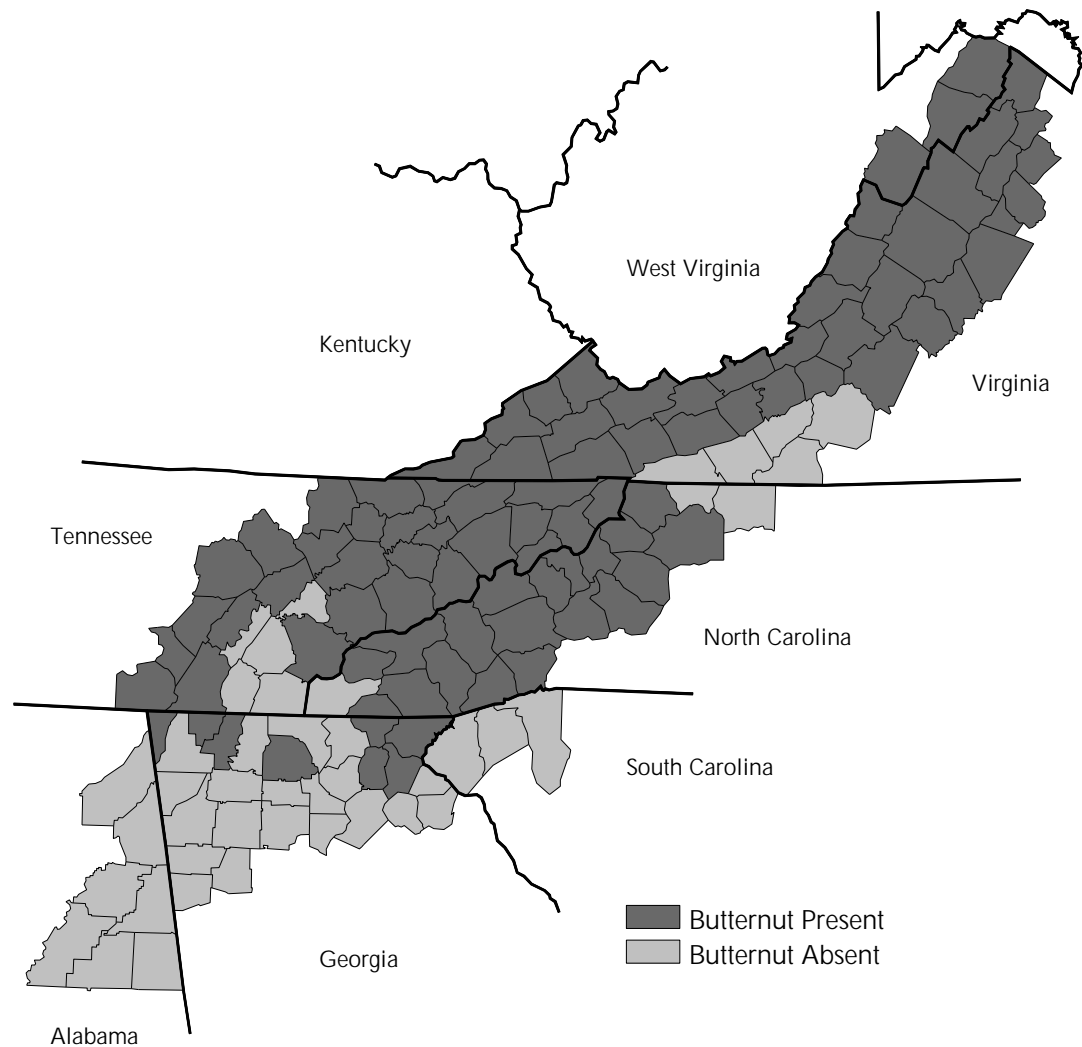 West Virginia
Kentucky
Virginia
Tennessee
North Carolina
South Carolina
Butternut Present
Butternut Absent
Georgia
Alabama